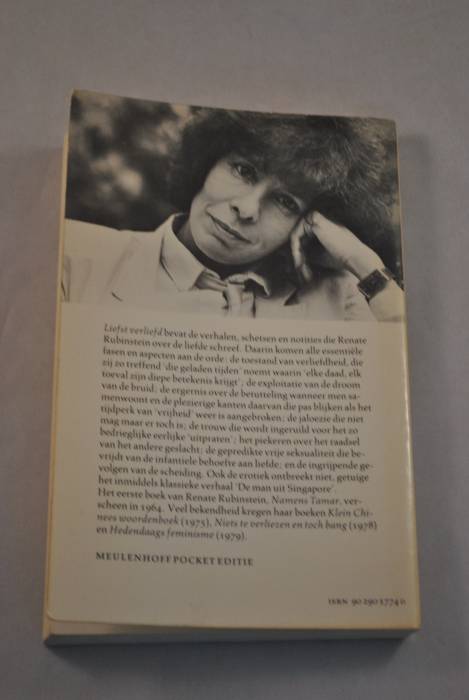 Liefst verliefd bevat de verhalen, schetsen en notities die Renate
Rubinstein over de liefde schreef. Daarin komen alle essentiële
fasen en aspecten aan de orde: de toestand van verliefdheid, die
zij zo treffend 'die geladen tijden' noemt waarin 'elke daad, elk
toeval zijn diepe betekenis krijgt'; de exploitatie van de droom
van de bruid; de ergernis over de betutteling wanneer men sa-
menwoont en de plezierige kanten daarvan die pas blijken als het
tijdperk van 'vrijheid' weer is aangebroken; de jaloezie die niet
mag maar er toch is; de trouw die wordt ingeruild voor het zo
bedrieglijke eerlijke 'uitpraten'; het piekeren over het raadsel
van het andere geslacht; de gepredikte vrije seksualiteit die be-
vrijdt van de infantiele behoefte aan liefde; en de ingrijpende ge-
volgen van de scheiding. Ook de erotiek ontbreekt niet, getuige
het inmiddels klassieke verhaal 'De man uit Singapore'.
Het eerste boek van Renate Rubinstein, Namens Tamar, ver-
scheen in 1964. Veel bekendheid kregen haar boeken Klein Chi-
nees woordenboek (1975), Niets te verliezen en toch bang (1978)
en Hedendaags feminisme (1979).
MEULENHOFF POCKET EDITIE
ISBN 90 290 1774 0